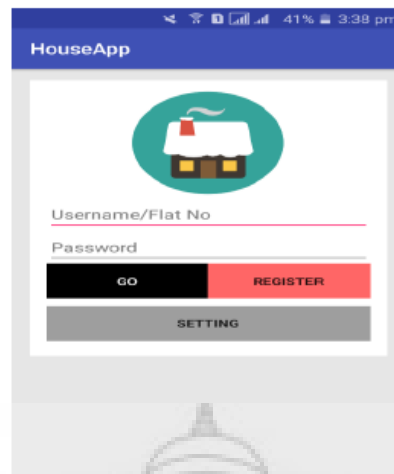 41% 3:38 pm
HouseApp
Username/Flat No
Password
GO REGISTER
SETTING